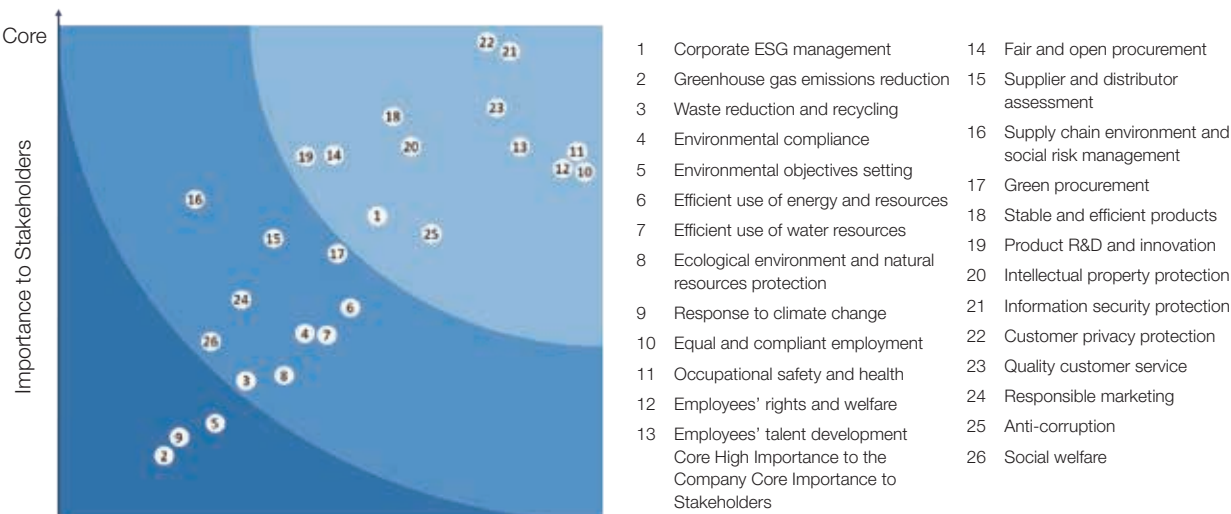 Core
Importance to Stakeholders
22
21
23
18
20
13
11
12
10
19
14
16
1
25
15
17
24
6
4
7
26
3
8
5
9
2
1 Corporate ESG management
2 Greenhouse gas emissions reduction
3 Waste reduction and recycling
4 Environmental compliance
5 Environmental objectives setting
6 Efficient use of energy and resources
7 Efficient use of water resources
8 Ecological environment and natural
resources protection
9 Response to climate change
10 Equal and compliant employment
11 Occupational safety and health
12 Employees’ rights and welfare
13 Employees’ talent development
Core High Importance to the
Company Core Importance to
Stakeholders
14 Fair and open procurement
15 Supplier and distributor
assessment
16 Supply chain environment and
social risk management
17 Green procurement
18 Stable and efficient products
19 Product R&D and innovation
20 Intellectual property protection
21 Information security protection
22 Customer privacy protection
23 Quality customer service
24 Responsible marketing
25 Anti-corruption
26 Social welfare